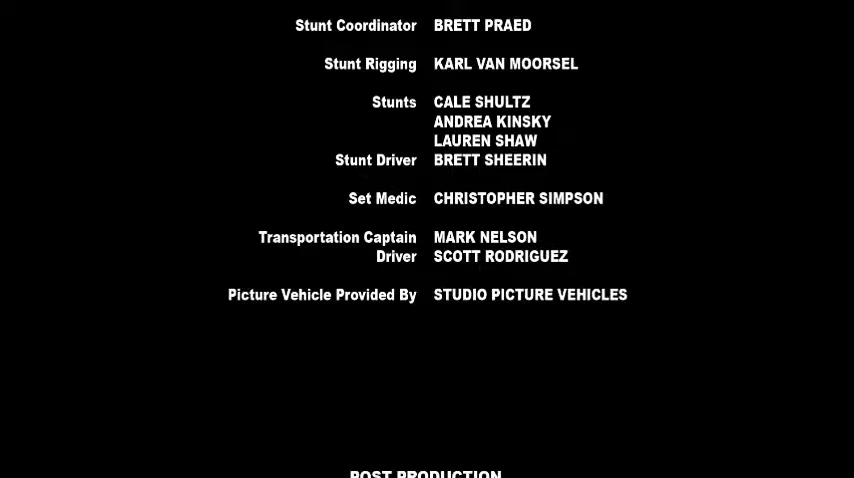 Stunt Coordinator BRETT PRAED
Stunt Rigging KARL VAN MOORSEL
Stunts CALE SHULTZ
ANDREA KINSKY
LAUREN SHAW
Stunt Driver BRETT SHEERIN
Set Medic CHRISTOPHER SIMPSON
Transportation Captain MARK NELSON
Driver SCOTT RODRIGUEZ
Picture Vehicle Provided By STUDIO PICTURE VEHICLES
POST PRODUCTION